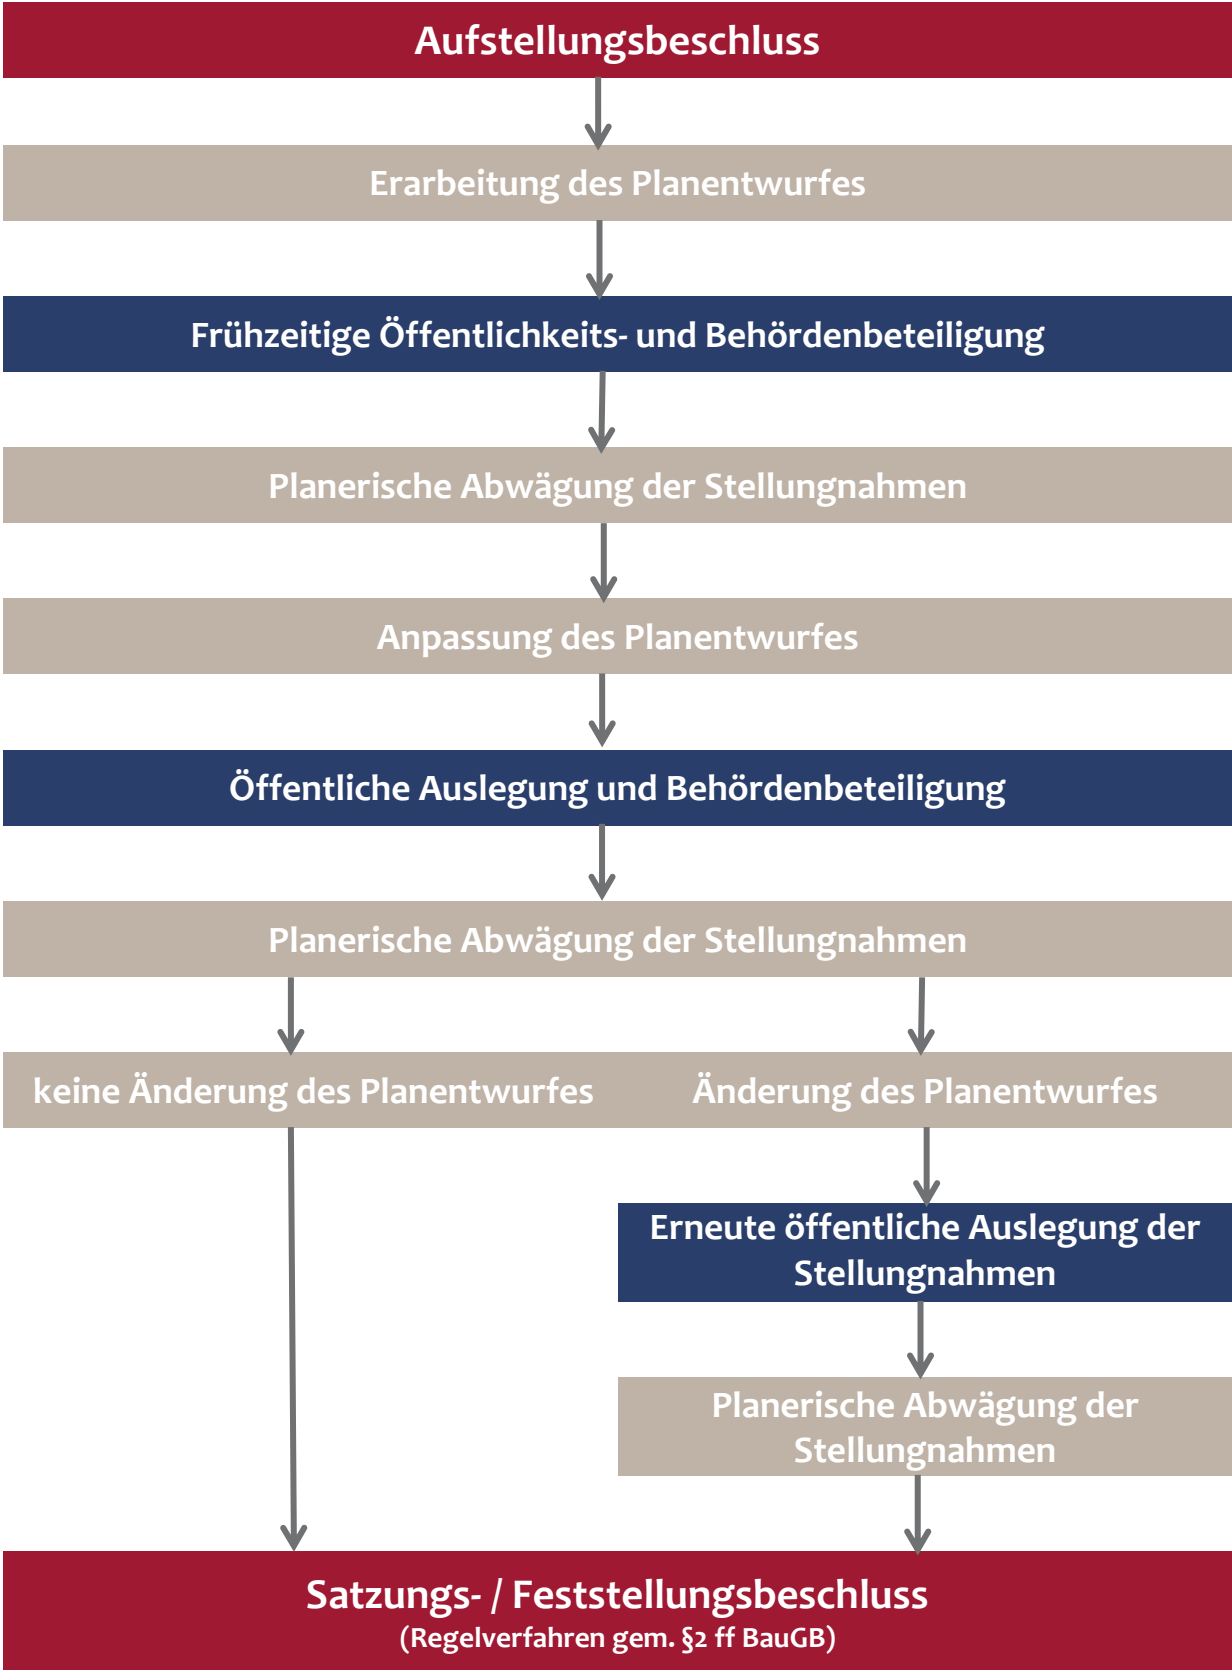 Aufstellungsbeschluss
Erarbeitung des Planentwurfes
Frühzeitige Öffentlichkeits- und Behördenbeteiligung
Planerische Abwägung der Stellungnahmen
Anpassung des Planentwurfes
Öffentliche Auslegung und Behördenbeteiligung
Planerische Abwägung der Stellungnahmen
keine Änderung des Planentwurfes
Änderung des Planentwurfes
Erneute öffentliche Auslegung der
Stellungnahmen
Planerische Abwägung der
Stellungnahmen
Satzungs- / Feststellungsbeschluss
(Regelverfahren gem. §2 ff BauGB)